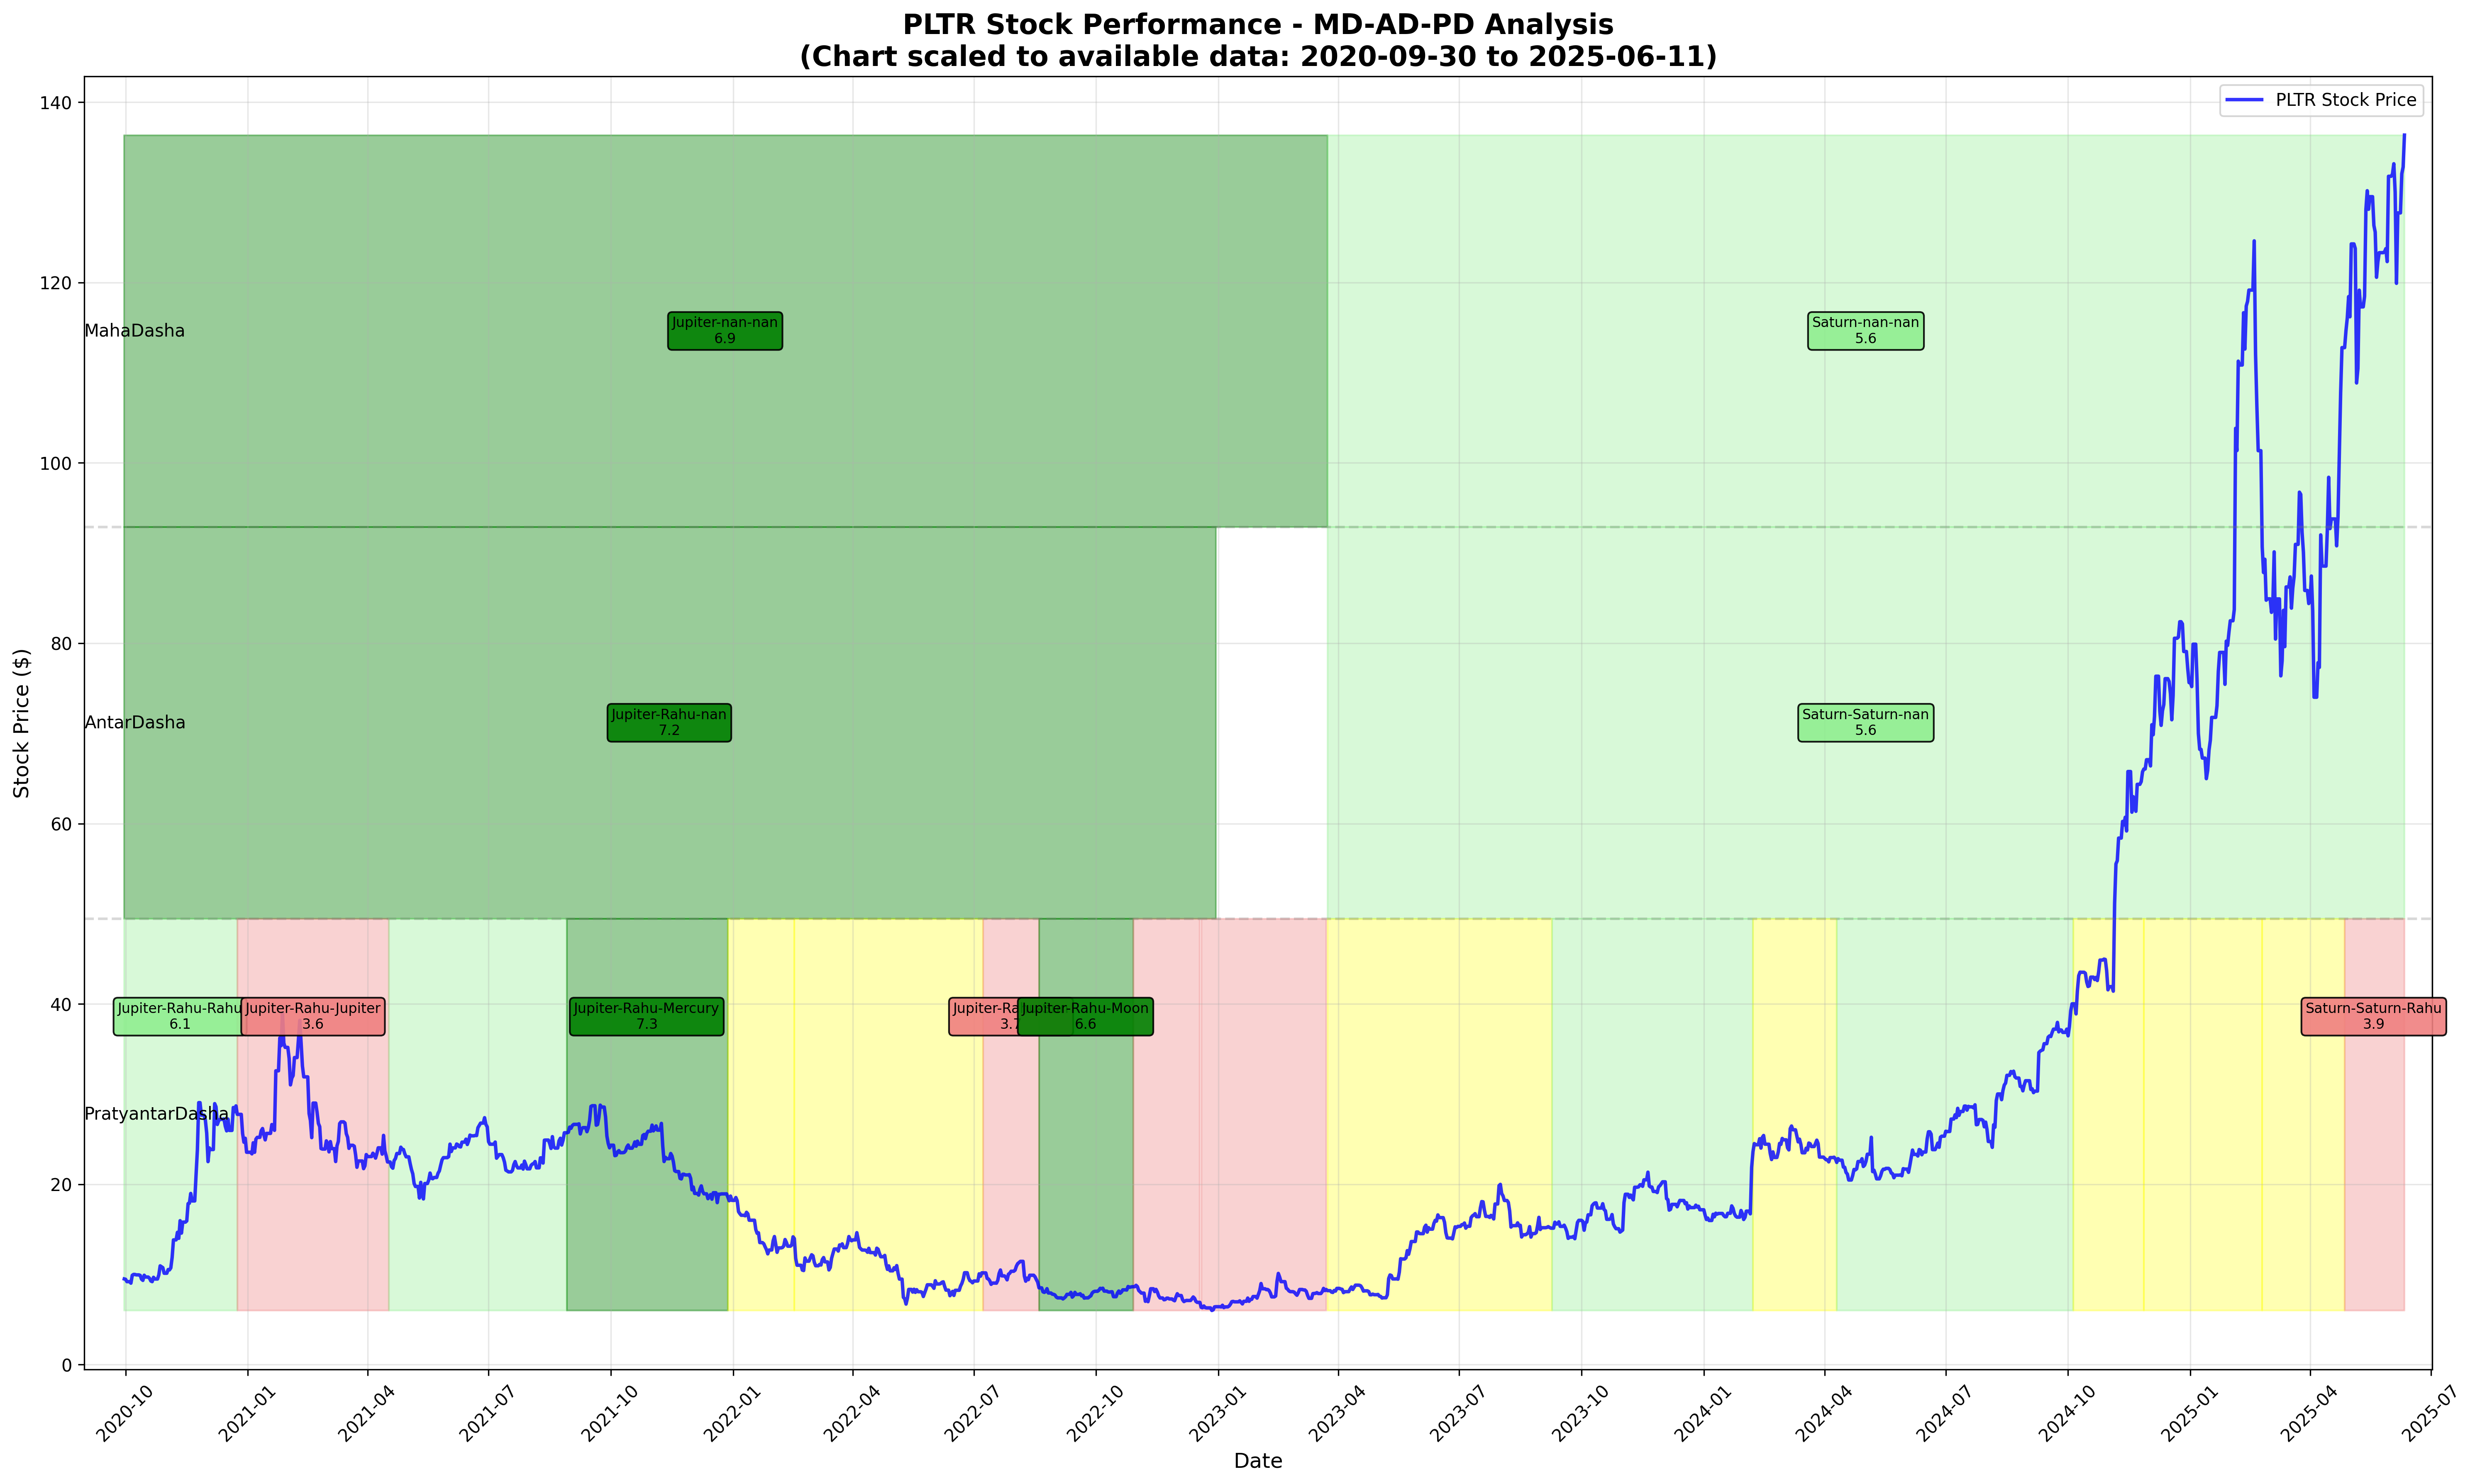 PLTR Stock Performance - MD-AD-PD Analysis
(Chart scaled to available data: 2020-09-30 to 2025-06-11)
PLTR Stock Price
Stock Price ($)
140
120
100
80
60
40
20
0
MahaDasha
Jupiter-nan-nan
6.9
Saturn-nan-nan
5.6
AntarDasha
Jupiter-Rahu-nan
7.2
Saturn-Saturn-nan
5.6
PratyantarDasha
Jupiter-Rahu-Rahu
6.1
Jupiter-Rahu-Jupiter
3.6
Jupiter-Rahu-Mercury
7.3
3.7
Jupiter-Rahu-Moon
6.6
Saturn-Saturn-Rahu
3.9
2020-10
2021-01
2021-04
2021-07
2021-10
2022-01
2022-04
2022-07
2022-10
2023-01
2023-04
2023-07
2023-10
2024-01
2024-04
2024-07
2024-10
2025-01
2025-04
2025-07
Date